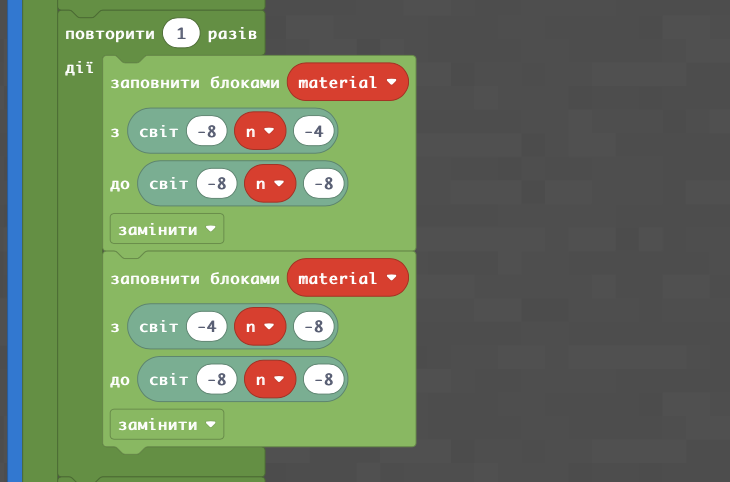 повторити 1 разів
дії
заповнити блоками material
з світ -8 n -4
до світ -8 n -8
замінити
заповнити блоками material
з світ -4 n -8
до світ -8 n -8
замінити